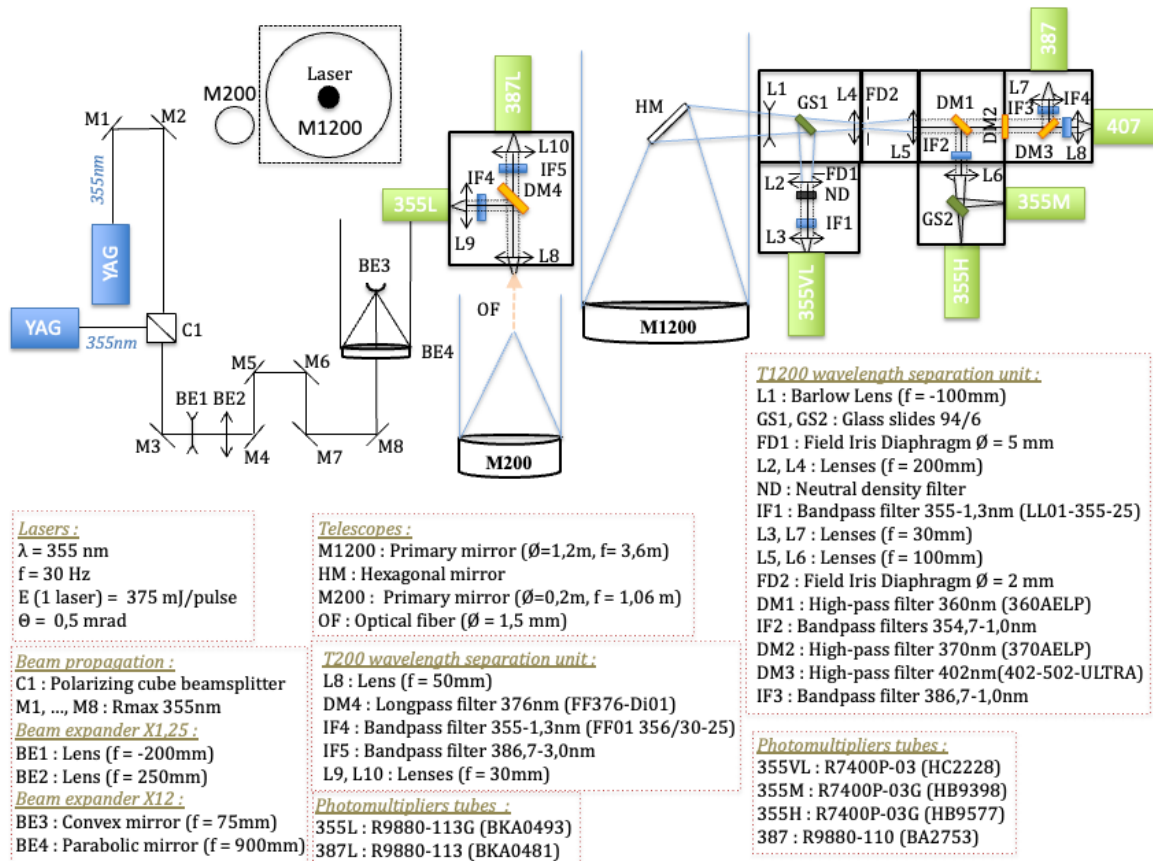 M1
M2
355nm
YAG
YAG
355nm
C1
M3
BE1
BE2
M4
M5
M6
M7
M8
M200
Laser
M1200
BE3
BE4
387L
L10
IF5
IF4
DM4
355L
L9
L8
OF
M200
HM
M1200
L1
GS1
L4
FD2
L2
FD1
ND
IF1
L3
355VL
L5
DM1
DM2
IF2
L6
GS2
355M
355H
387
L7
IF3
IF4
407
L8
DM3
Lasers :
λ = 355 nm
f = 30 Hz
E (1 laser) = 375 mJ/pulse
Θ = 0,5 mrad
Beam propagation :
C1 : Polarizing cube beamsplitter
M1, ..., M8 : Rmax 355nm
Beam expander X1,25 :
BE1 : Lens (f = -200mm)
BE2 : Lens (f = 250mm)
Beam expander X12 :
BE3 : Convex mirror (f = 75mm)
BE4 : Parabolic mirror (f = 900mm)
Telescopes :
M1200 : Primary mirror (Ø=1,2m, f= 3,6m)
HM : Hexagonal mirror
M200 : Primary mirror (Ø=0,2m, f = 1,06 m)
OF : Optical fiber (Ø = 1,5 mm)
T200 wavelength separation unit :
L8 : Lens (f = 50mm)
DM4 : Longpass filter 376nm (FF376-Di01)
IF4 : Bandpass filter 355-1,3nm (FF01 356/30-25)
IF5 : Bandpass filter 386,7-3,0nm
L9, L10 : Lenses (f = 30mm)
Photomultipliers tubes :
355L : R9880-113G (BKA0493)
387L : R9880-113 (BKA0481)
T1200 wavelength separation unit :
L1 : Barlow Lens (f = -100mm)
GS1, GS2 : Glass slides 94/6
FD1 : Field Iris Diaphragm Ø = 5 mm
L2, L4 : Lenses (f = 200mm)
ND : Neutral density filter
IF1 : Bandpass filter 355-1,3nm (LL01-355-25)
L3, L7 : Lenses (f = 30mm)
L5, L6 : Lenses (f = 100mm)
FD2 : Field Iris Diaphragm Ø = 2 mm
DM1 : High-pass filter 360nm (360AELP)
IF2 : Bandpass filters 354,7-1,0nm
DM2 : High-pass filter 370nm (370AELP)
DM3 : High-pass filter 402nm(402-502-ULTRA)
IF3 : Bandpass filter 386,7-1,0nm
Photomultipliers tubes :
355VL : R7400P-03 (HC2228)
355M : R7400P-03G (HB9398)
355H : R7400P-03G (HB9577)
387 : R9880-110 (BA2753)